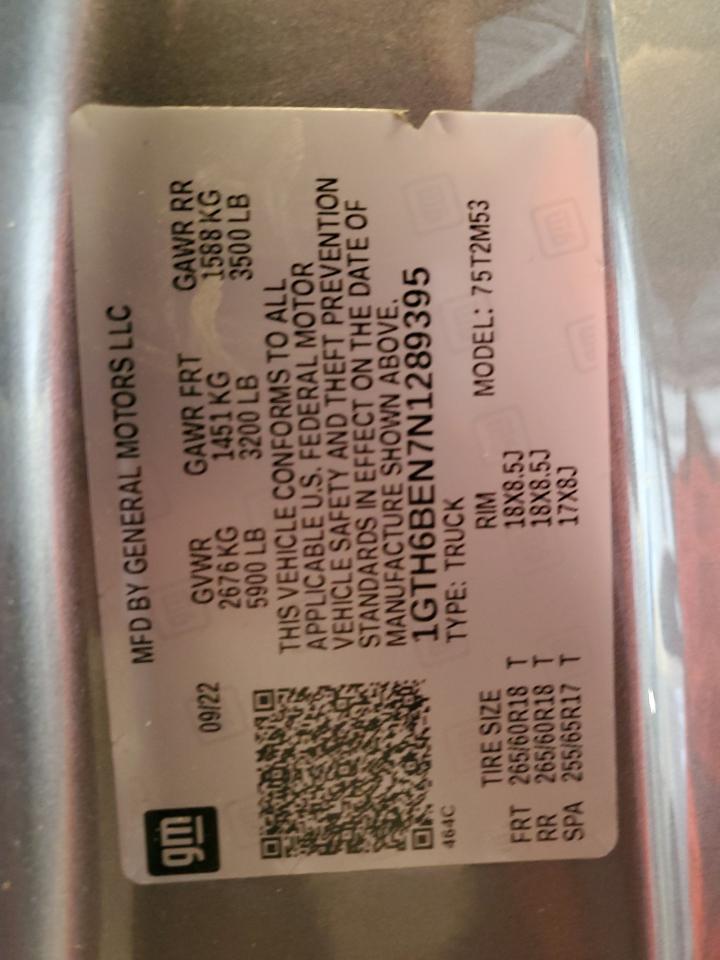 gm
MFD BY GENERAL MOTORS LLC
09/22 GVWR GAWR FRT GAWR RR
2676 KG 1451 KG 1588 KG
5900 LB 3200 LB 3500 LB
THIS VEHICLE CONFORMS TO ALL
APPLICABLE U.S. FEDERAL MOTOR
VEHICLE SAFETY AND THEFT PREVENTION
STANDARDS IN EFFECT ON THE DATE OF
MANUFACTURE SHOWN ABOVE.
1GTH6BEN7N1289395
464C TYPE: TRUCK MODEL: 75T2M53
TIRE SIZE RIM
FRT 265/60R18 T 18X8.5J
RR 265/60R18 T 18X8.5J
SPA 255/65R17 T 17X8J